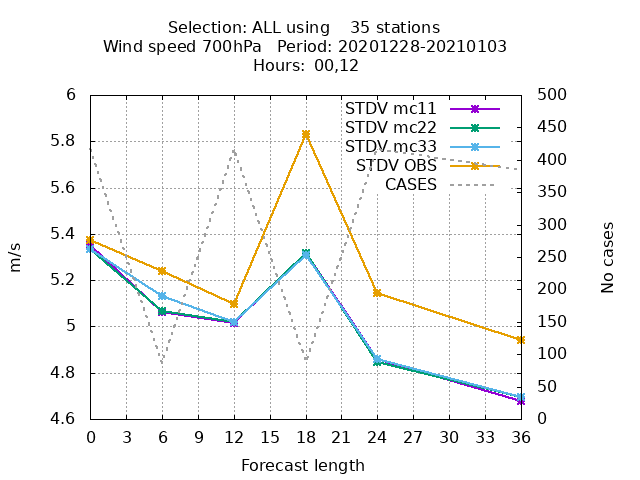 Selection: ALL using    35 stations
Wind speed 700hPa   Period: 20201228-20210103
Hours:  00,12
6
5.8
5.6
5.4
5.2
5
4.8
4.6
m/s
500
450
400
350
300
250
200
150
100
50
0
No cases
STDV mc11
STDV mc22
STDV mc33
STDV OBS
CASES
0 3 6 9 12 15 18 21 24 27 30 33 36
Forecast length